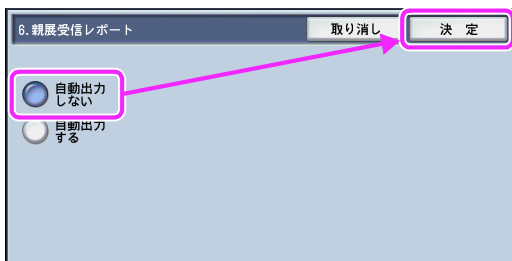 6.親展受信レポート
取り消し
決 定
自動出力
しない
自動出力
する